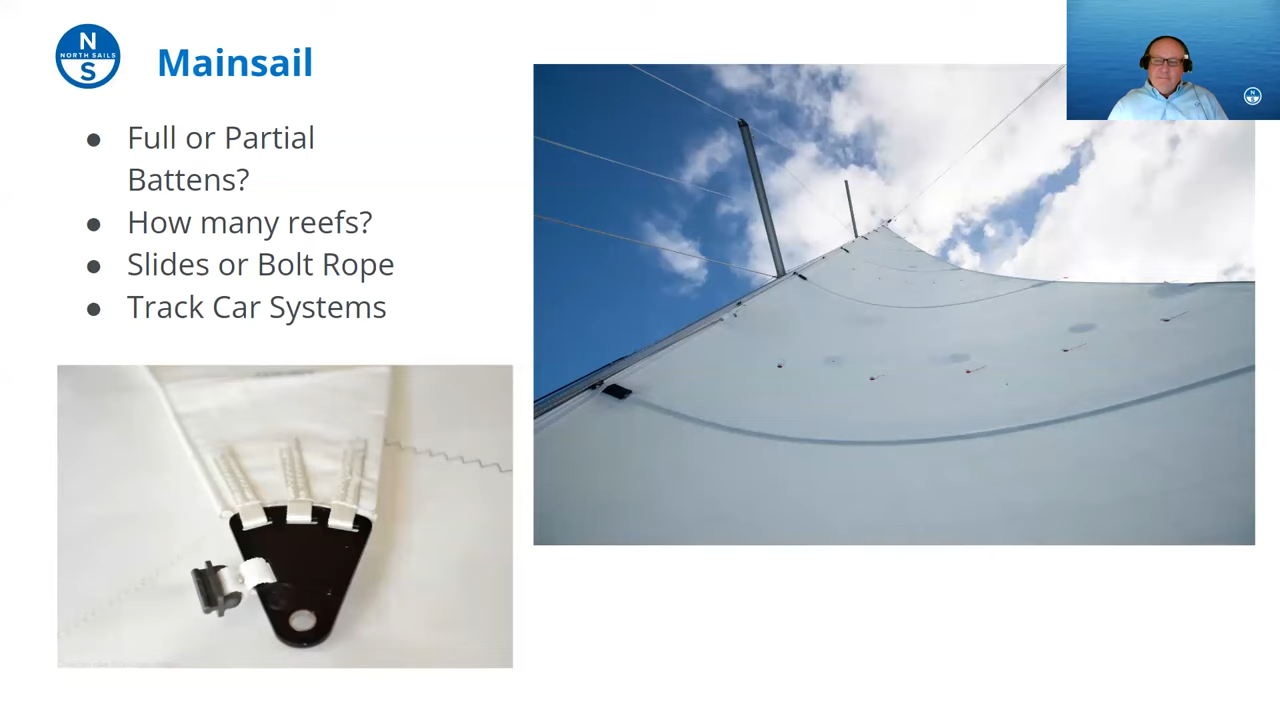 N
NORTH SAILS
S
Mainsail
● Full or Partial
Battens?
● How many reefs?
● Slides or Bolt Rope
● Track Car Systems
N
S